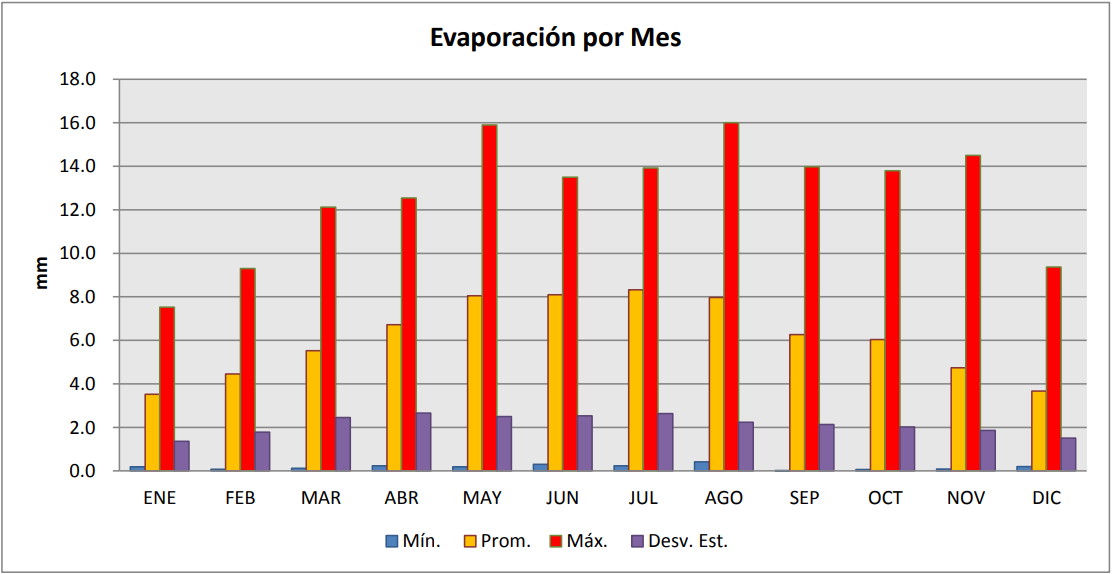 Evaporación por Mes
18.0
16.0
14.0
12.0
10.0
8.0
6.0
4.0
2.0
0.0
mm
ENE FEB MAR ABR MAY JUN JUL AGO SEP OCT NOV DIC
Mín. Prom. Máx. Desv. Est.